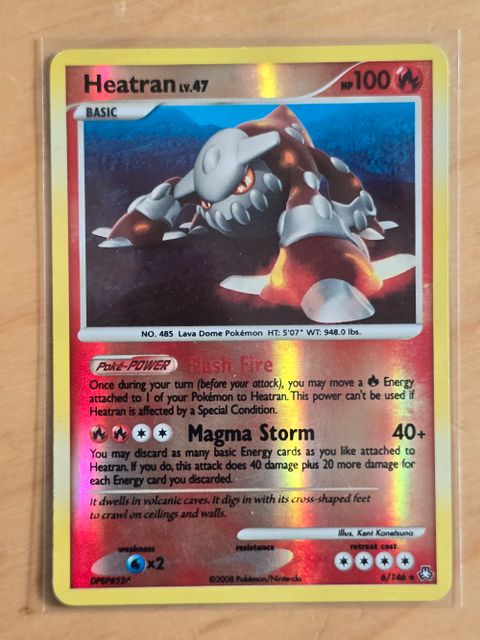 Heatran LV.47
HP 100
BASIC
NO. 485 Lava Dome Pokémon HT: 5'07" WT: 948.0 lbs.
Poké-POWER Flash Fire
Once during your turn (before your attack), you may move a Energy
attached to 1 of your Pokémon to Heatran. This power can't be used if
Heatran is affected by a Special Condition.
Magma Storm 40+
You may discard as many basic Energy cards as you like attached to
Heatran. If you do, this attack does 40 damage plus 20 more damage for
each Energy card you discarded.
It dwells in volcanic caves. It digs in with its cross-shaped feet
to crawl on ceilings and walls.
Illus. Kent Kanetsuna
weakness resistance retreat cost
×2
DPBP#526
©2008 Pokémon/Nintendo
6/146